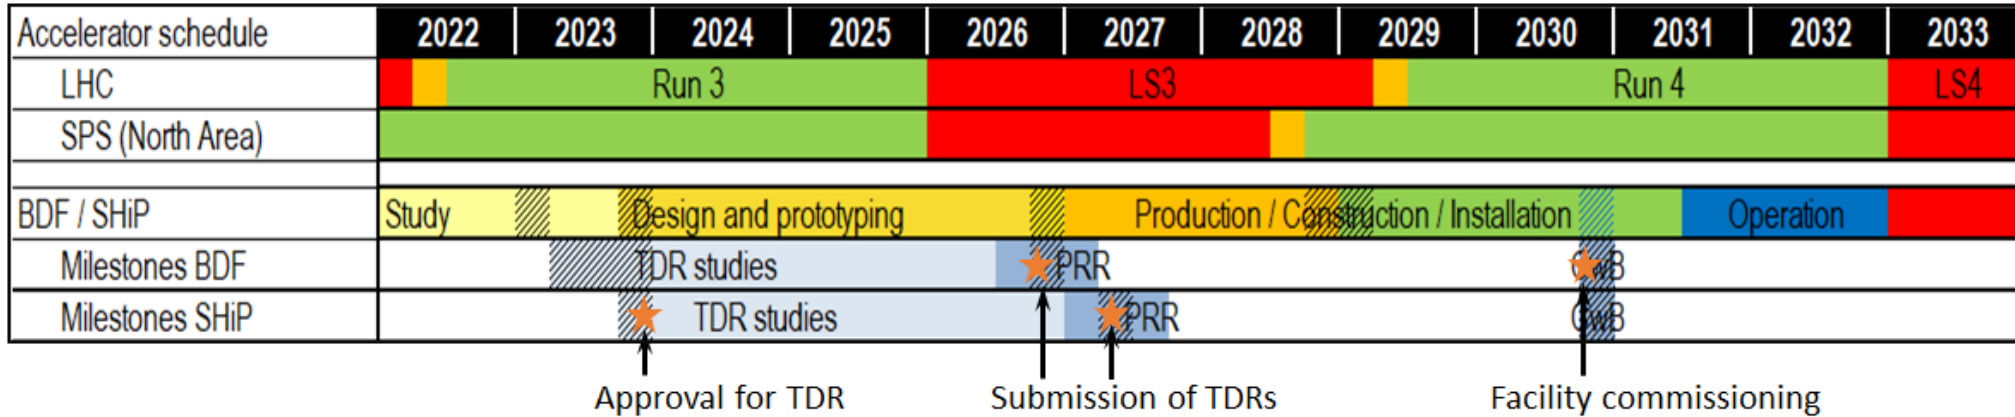 Accelerator schedule 2022 2023 2024 2025 2026 2027 2028 2029 2030 2031 2032 2033
LHC Run 3 LS3 Run 4 LS4
SPS (North Area)
BDF / SHiP Study Design and prototyping Production / Construction / Installation Operation
Milestones BDF TDR studies PRR CwB
Milestones SHiP TDR studies PRR CwB
Approval for TDR Submission of TDRs Facility commissioning